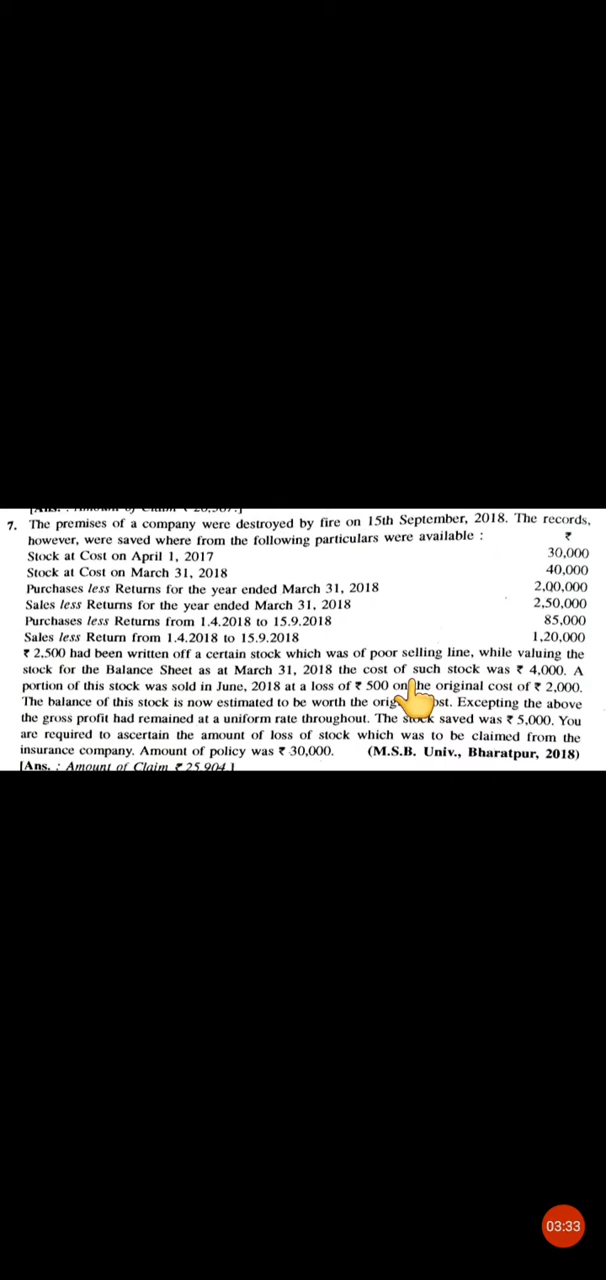 7. The premises of a company were destroyed by fire on 15th September, 2018. The records,
however, were saved where from the following particulars were available : ₹
Stock at Cost on April 1, 2017 30,000
Stock at Cost on March 31, 2018 40,000
Purchases less Returns for the year ended March 31, 2018 2,00,000
Sales less Returns for the year ended March 31, 2018 2,50,000
Purchases less Returns from 1.4.2018 to 15.9.2018 85,000
Sales less Return from 1.4.2018 to 15.9.2018 1,20,000
₹ 2,500 had been written off a certain stock which was of poor selling line, while valuing the
stock for the Balance Sheet as at March 31, 2018 the cost of such stock was ₹ 4,000. A
portion of this stock was sold in June, 2018 at a loss of ₹ 500 on the original cost of ₹ 2,000.
The balance of this stock is now estimated to be worth the
the gross profit had remained at a uniform rate throughout. The stock saved was ₹ 5,000. You
are required to ascertain the amount of loss of stock which was to be claimed from the
insurance company. Amount of policy was ₹ 30,000. (M.S.B. Univ., Bharatpur, 2018)
[Ans. : Amount of Claim ₹ 25,904.]
03:33